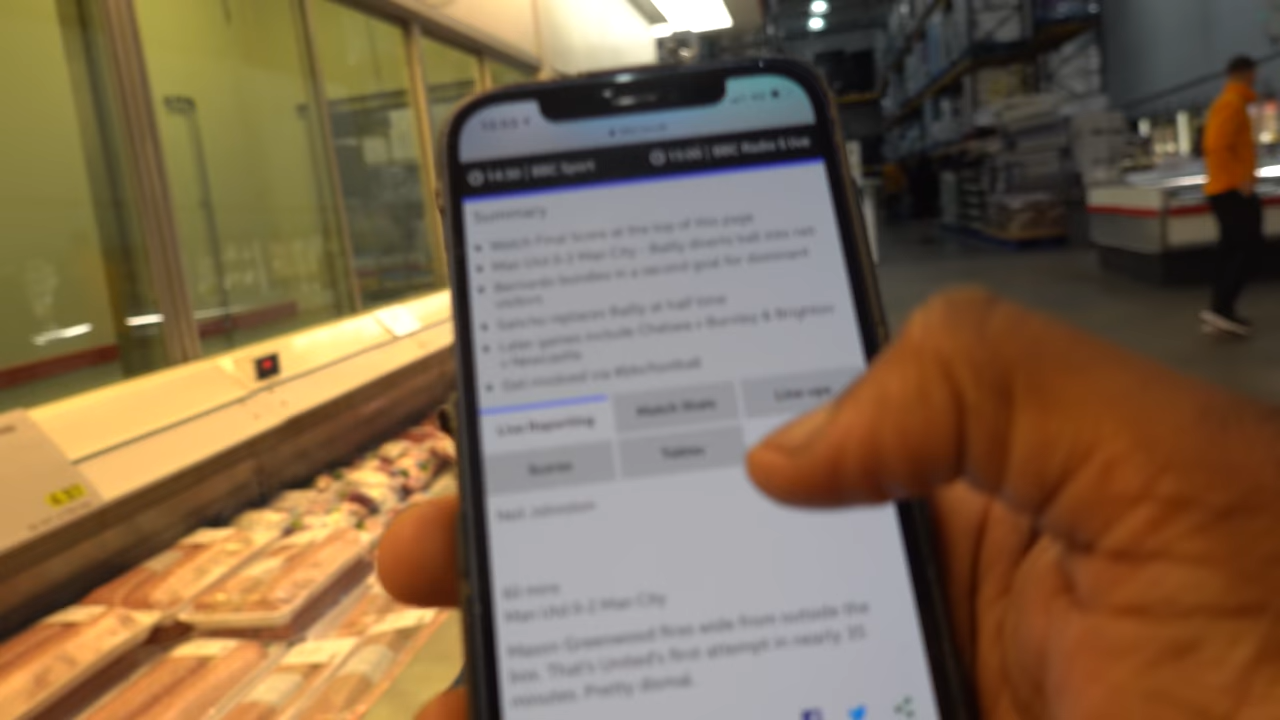 14:30 | BBC Sport
15:00 | BBC Radio 5 Live
Summary
Watch Final Score at the top of this page
Man Utd 0-2 Man City - Bailly diverts ball into net
Bernardo bundles in a second goal for dominant
visitors
Sancho replaces Bailly at half time
Later games include Chelsea v Burnley & Brighton
v Newcastle
Get involved via #bbcfootball
Live Reporting
Match Stats
Line-ups
Scores
Tables
Neil Johnston
60 mins
Man Utd 0-2 Man City
Mason Greenwood fires wide from outside the
box. That's United's first attempt in nearly 35
minutes. Pretty dismal.